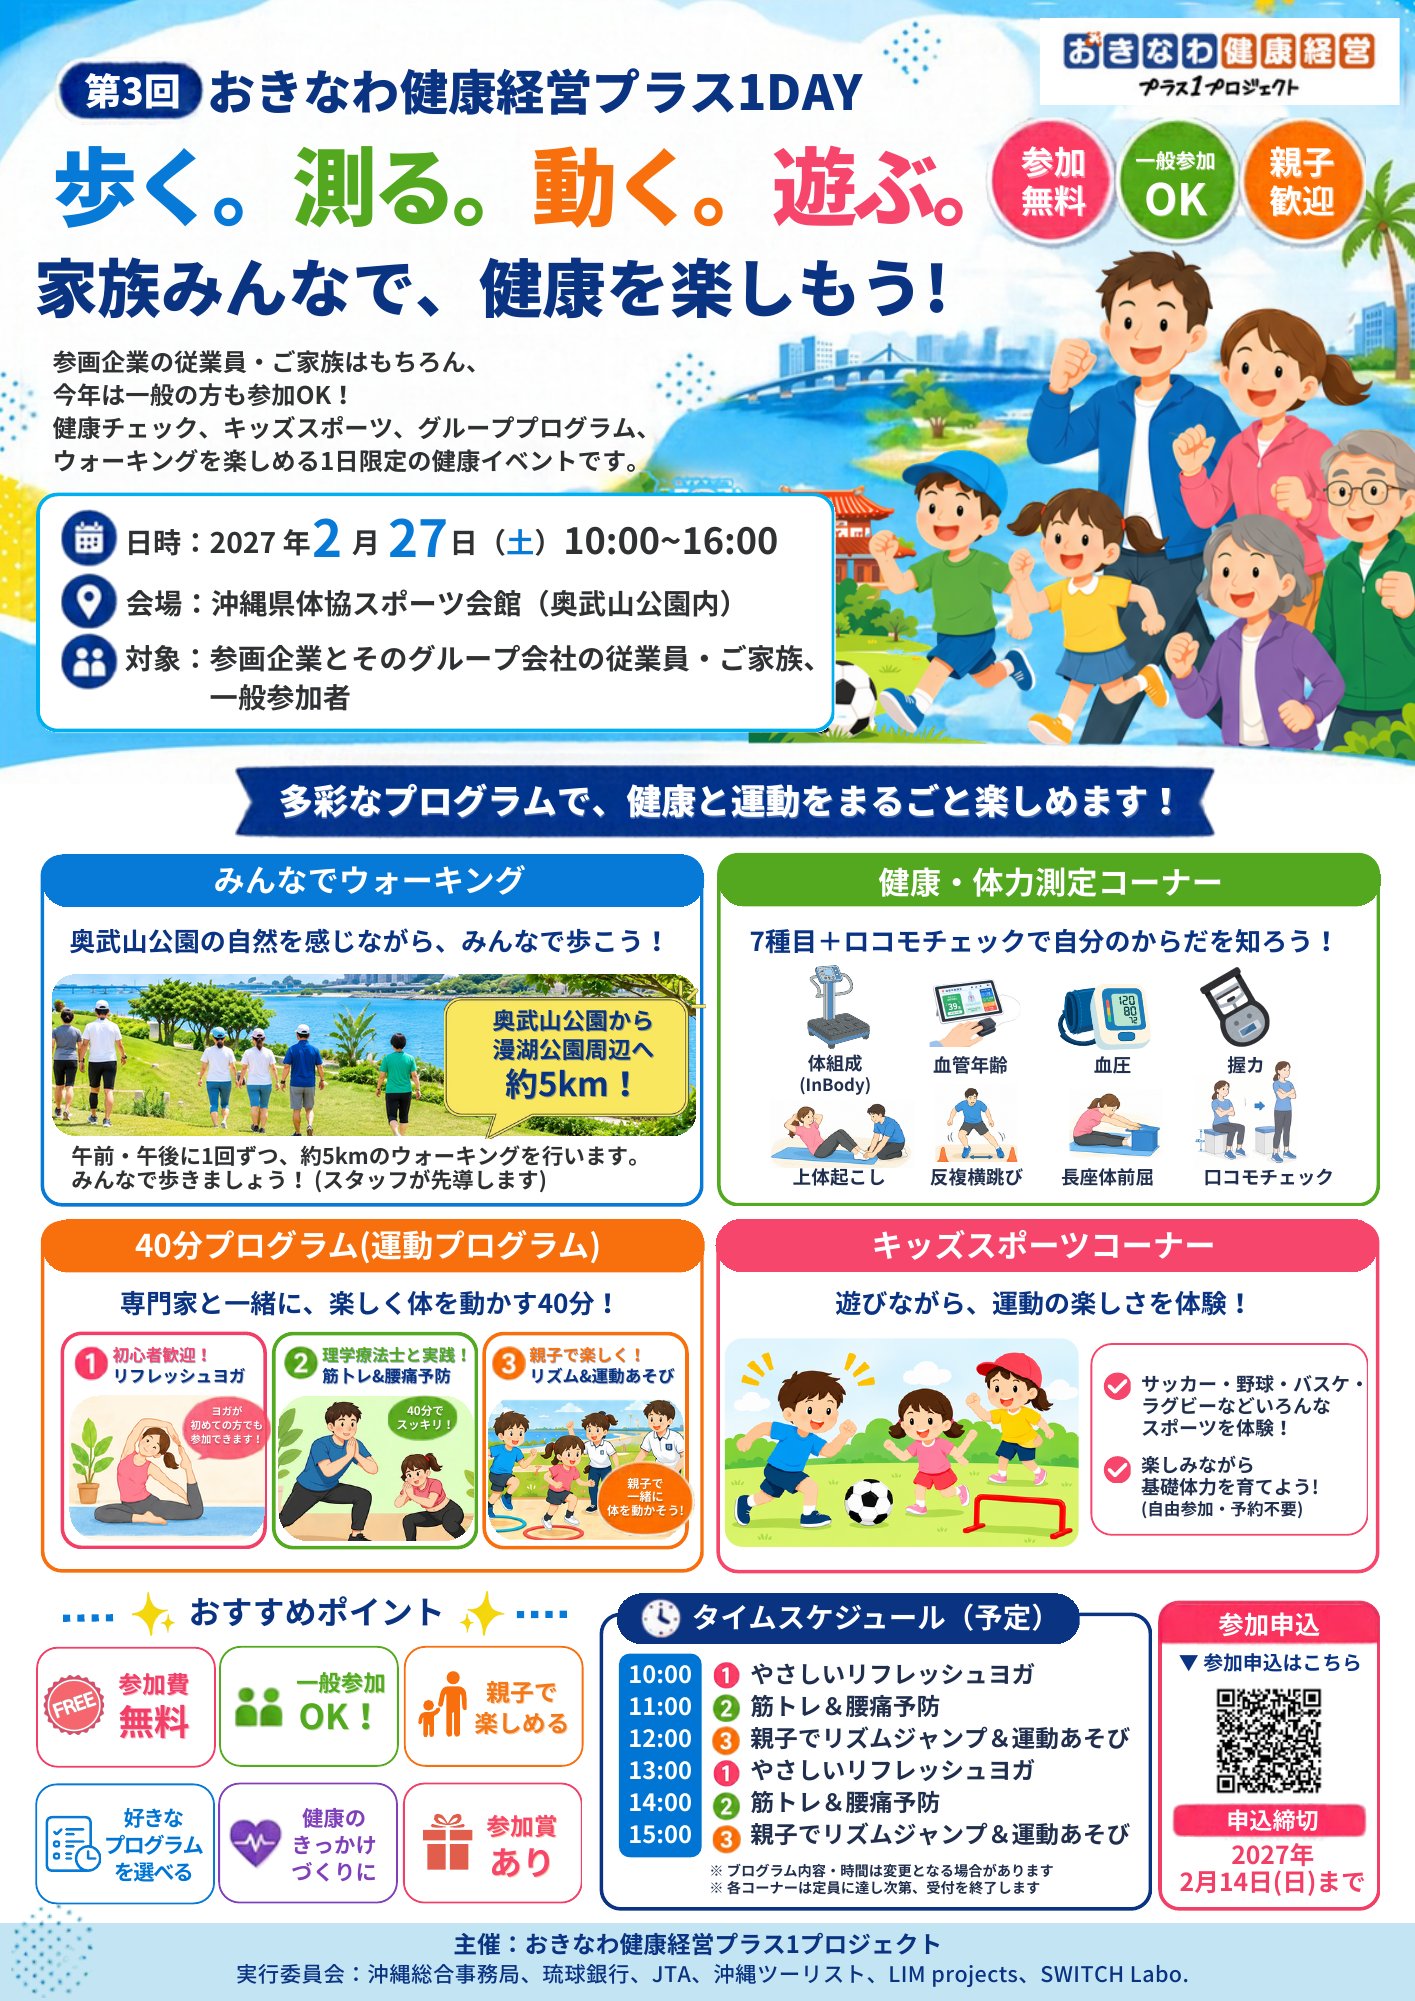 おきなわ健康経営
プラス1プロジェクト
第3回 おきなわ健康経営プラス1DAY
歩く。測る。動く。遊ぶ。
参加
無料
一般参加
OK
親子
歓迎
家族みんなで、健康を楽しもう!
参画企業の従業員・ご家族はもちろん、
今年は一般の方も参加OK！
健康チェック、キッズスポーツ、グループプログラム、
ウォーキングを楽しめる1日限定の健康イベントです。
日時：2027年2月27日（土）10:00~16:00
会場：沖縄県体協スポーツ会館（奥武山公園内）
対象：参画企業とそのグループ会社の従業員・ご家族、
一般参加者
多彩なプログラムで、健康と運動をまるごと楽しめます！
みんなでウォーキング
奥武山公園の自然を感じながら、みんなで歩こう！
奥武山公園から
漫湖公園周辺へ
約5km！
午前・午後に1回ずつ、約5kmのウォーキングを行います。
みんなで歩きましょう！(スタッフが先導します)
健康・体力測定コーナー
7種目＋ロコモチェックで自分のからだを知ろう！
120
80
72
体組成
(InBody)
血管年齢
血圧
握力
上体起こし
反復横跳び
長座体前屈
ロコモチェック
40分プログラム(運動プログラム)
専門家と一緒に、楽しく体を動かす40分！
1 初心者歓迎！
リフレッシュヨガ
ヨガが
初めての方でも
参加できます！
2 理学療法士と実践！
筋トレ&腰痛予防
40分で
スッキリ！
3 親子で楽しく！
リズム&運動あそび
親子で
一緒に
体を動かそう!
キッズスポーツコーナー
遊びながら、運動の楽しさを体験！
サッカー・野球・バスケ・
ラグビーなどいろんな
スポーツを体験！
楽しみながら
基礎体力を育てよう!
(自由参加・予約不要)
おすすめポイント
FREE
参加費
無料
一般参加
OK！
親子で
楽しめる
好きな
プログラム
を選べる
健康の
きっかけ
づくりに
参加賞
あり
タイムスケジュール（予定）
10:00 1 やさしいリフレッシュヨガ
11:00 2 筋トレ＆腰痛予防
12:00 3 親子でリズムジャンプ＆運動あそび
13:00 1 やさしいリフレッシュヨガ
14:00 2 筋トレ＆腰痛予防
15:00 3 親子でリズムジャンプ＆運動あそび
※ プログラム内容・時間は変更となる場合があります
※ 各コーナーは定員に達し次第、受付を終了します
参加申込
▼ 参加申込はこちら
申込締切
2027年
2月14日(日)まで
主催：おきなわ健康経営プラス1プロジェクト
実行委員会：沖縄総合事務局、琉球銀行、JTA、沖縄ツーリスト、LIM projects、SWITCH Labo.